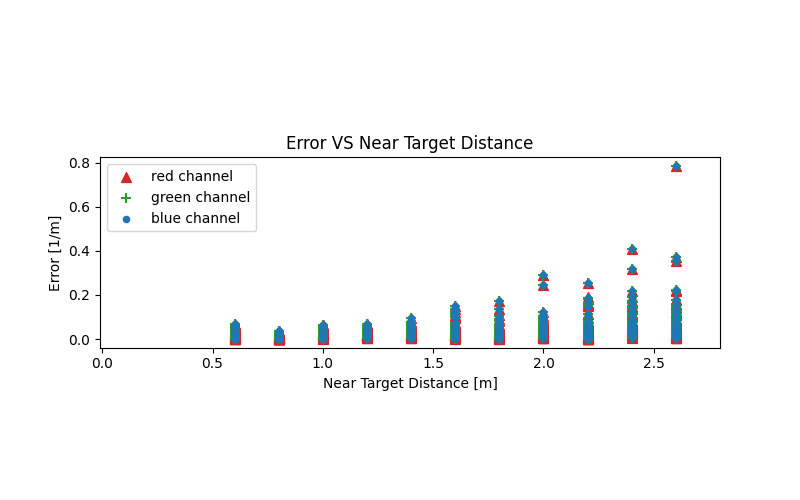 Error VS Near Target Distance
red channel
green channel
blue channel
Error [1/m]
0.8
0.6
0.4
0.2
0.0
0.0 0.5 1.0 1.5 2.0 2.5
Near Target Distance [m]